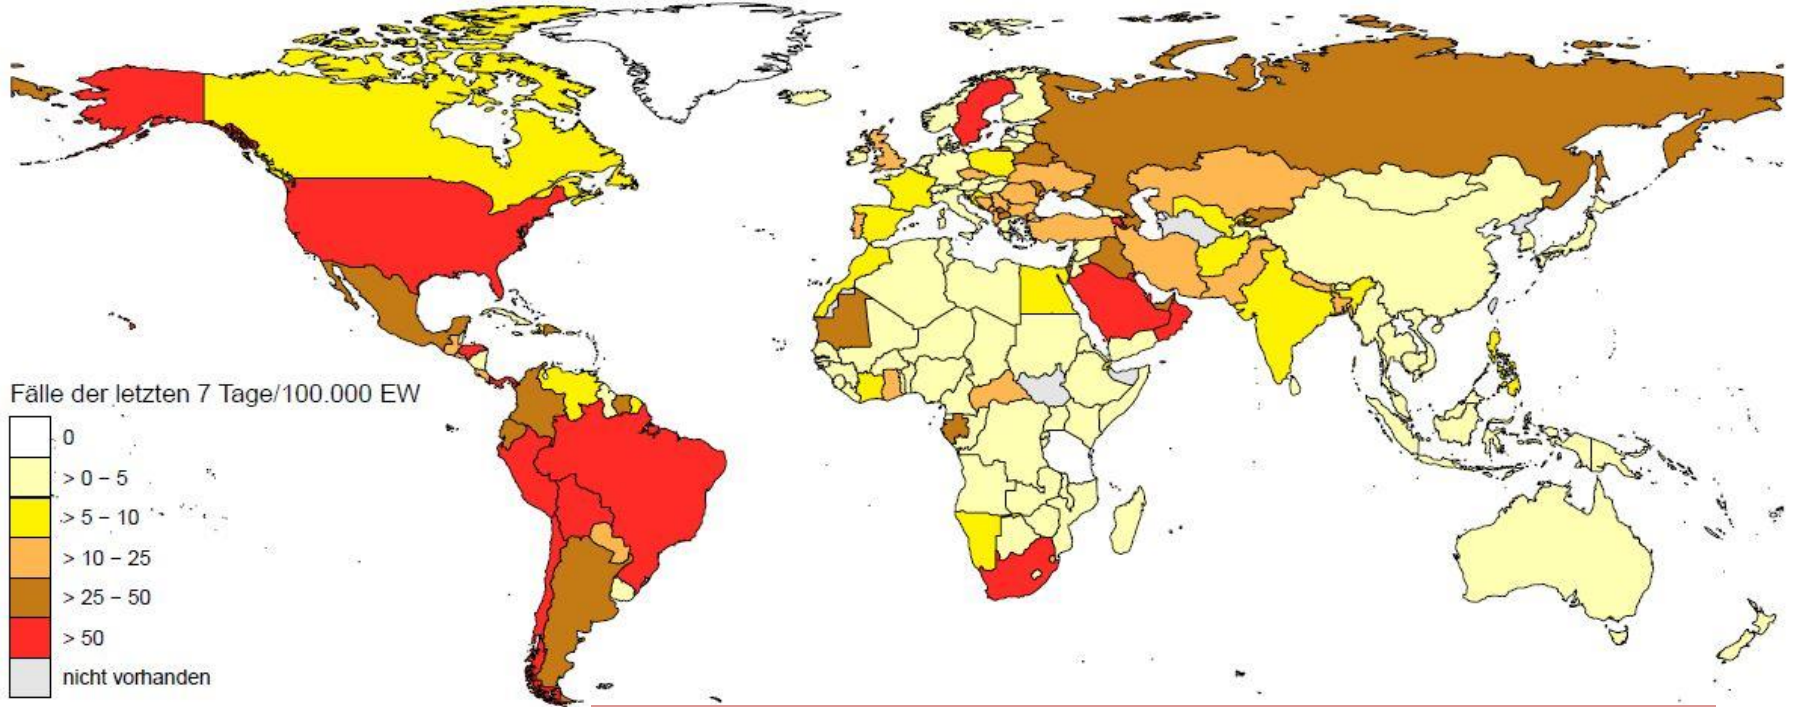 Fälle der letzten 7 Tage/100.000 EW
0
> 0 – 5
> 5 – 10
> 10 – 25
> 25 – 50
> 50
nicht vorhanden